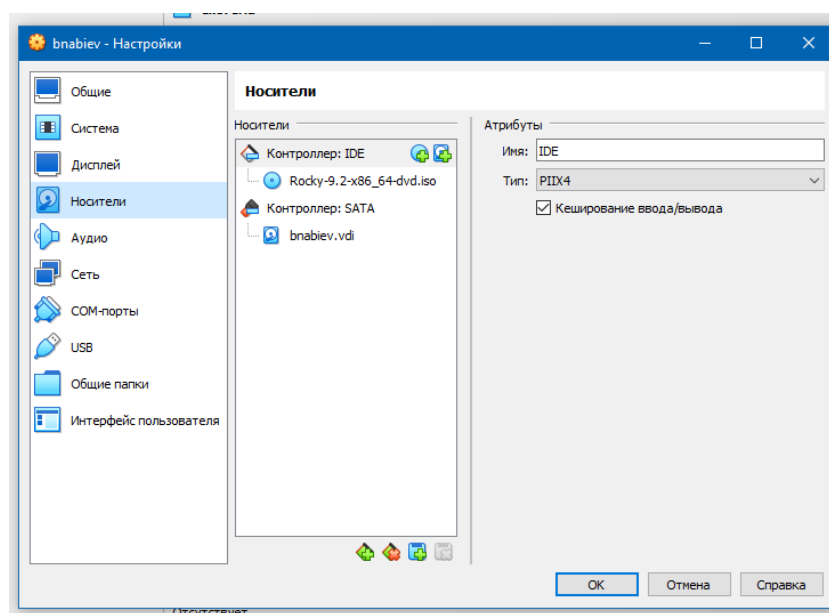 bnabiev - Настройки
Общие
Система
Дисплей
Носители
Аудио
Сеть
COM-порты
USB
Общие папки
Интерфейс пользователя
Носители
Носители
Контроллер: IDE
Rocky-9.2-x86_64-dvd.iso
Контроллер: SATA
bnabiev.vdi
Атрибуты
Имя: IDE
Тип: PIIX4
Кеширование ввода/вывода
OK Отмена Справка
Отсутствует